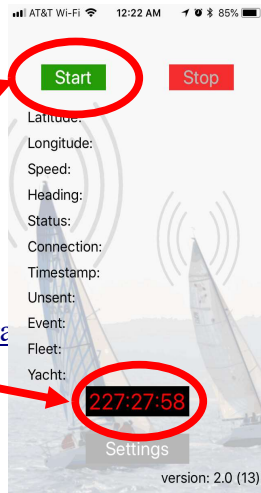 AT&T Wi-Fi 12:22 AM 85%
Start Stop
Latitude:
Longitude:
Speed:
Heading:
Status:
Connection:
Timestamp:
Unsent:
Event:
Fleet:
Yacht:
227:27:58
Settings
version: 2.0 (13)